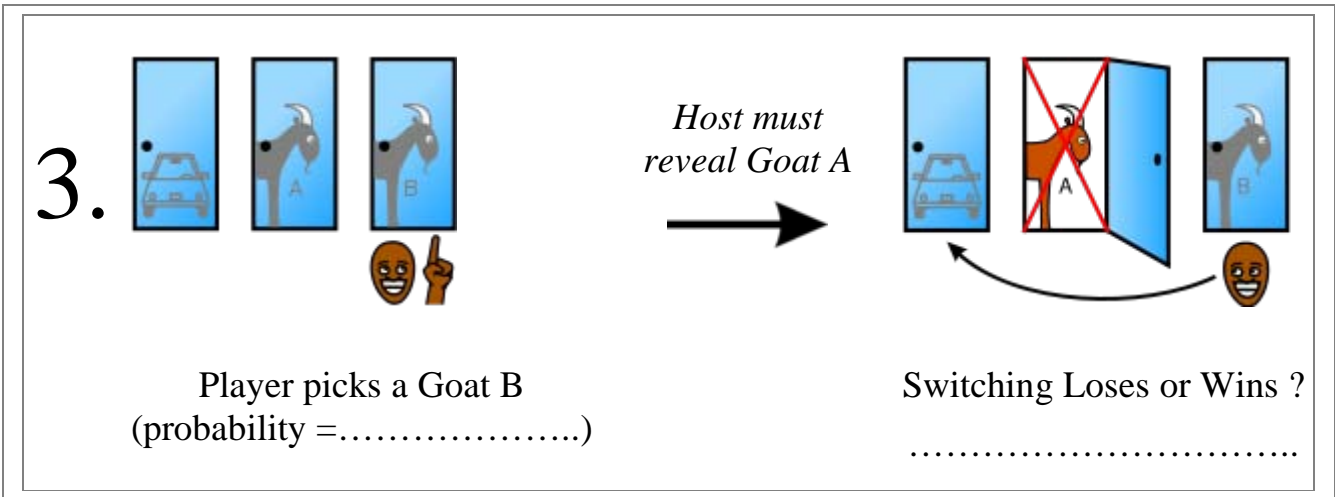 3.
A
B
Host must
reveal Goat A
A
B
Player picks a Goat B
(probability =…………………..)
Switching Loses or Wins ?
……………………………..